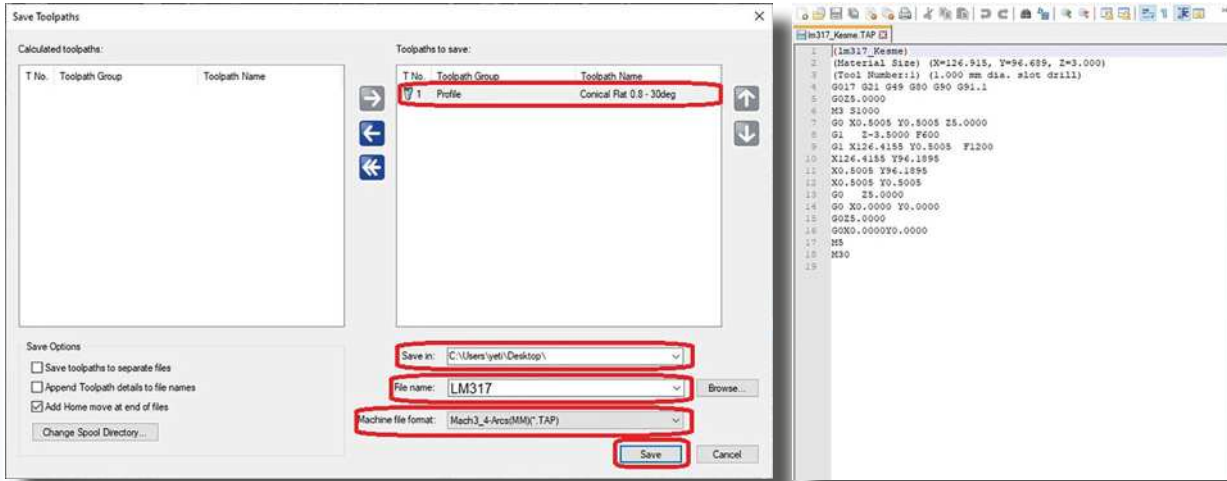 Save Toolpaths
Calculated toolpaths:
T No. Toolpath Group Toolpath Name
Toolpaths to save:
T No. Toolpath Group Toolpath Name
1 Profile Conical Flat 0.8 - 30deg
Save Options
Save toolpaths to separate files
Append Toolpath details to file names
Add Home move at end of files
Change Spool Directory...
Save in: C:\Users\yeti\Desktop\
File name: LM317 Browse...
Machine file format: Mach3_4-Arcs(MM)(*.TAP)
Save Cancel
lm317_Kesme.TAP
1 (lm317_Kesme)
2 (Material Size) (X=126.915, Y=96.689, Z=3.000)
3 (Tool Number:1) (1.000 mm dia. slot drill)
4 G017 G21 G49 G80 G90 G91.1
5 G0Z5.0000
6 M3 S1000
7 G0 X0.5005 Y0.5005 Z5.0000
8 G1 Z-3.5000 F600
9 G1 X126.4155 Y0.5005 F1200
10 X126.4155 Y96.1895
11 X0.5005 Y96.1895
12 X0.5005 Y0.5005
13 G0 Z5.0000
14 G0 X0.0000 Y0.0000
15 G0Z5.0000
16 G0X0.0000Y0.0000
17 M5
18 M30
19